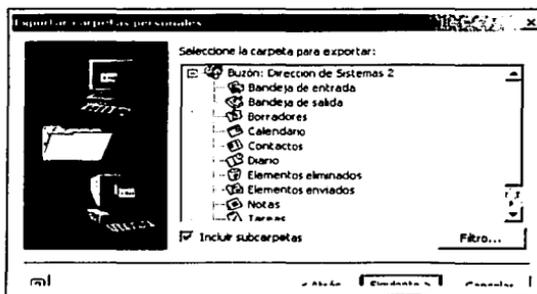 Exportar carpetas personales
Seleccione la carpeta para exportar:
Buzón: Direccion de Sistemas 2
Bandeja de entrada
Bandeja de salida
Borradores
Calendario
Contactos
Diario
Elementos eliminados
Elementos enviados
Notas
Tareas
Incluir subcarpetas
Filtro...
< Atrás Siguiente > Cancelar